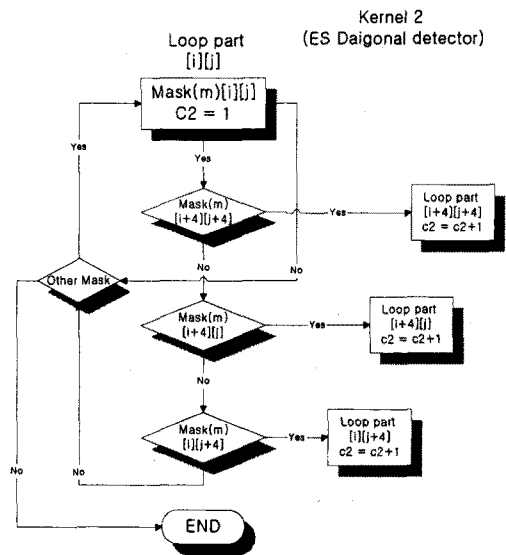 Kernel 2
(ES Daigonal detector)
Loop part
[i][j]
Mask(m)[i][j]
C2 = 1
Yes
Yes
Mask(m)
[i+4][j+4]
Yes
Loop part
[i+4][j+4]
c2 = c2+1
No
No
Other Mask
Mask(m)
[i+4][j]
Yes
Loop part
[i+4][j]
c2 = c2+1
No
Mask(m)
[i][j+4]
Yes
Loop part
[i][j+4]
c2 = c2+1
No
No
END